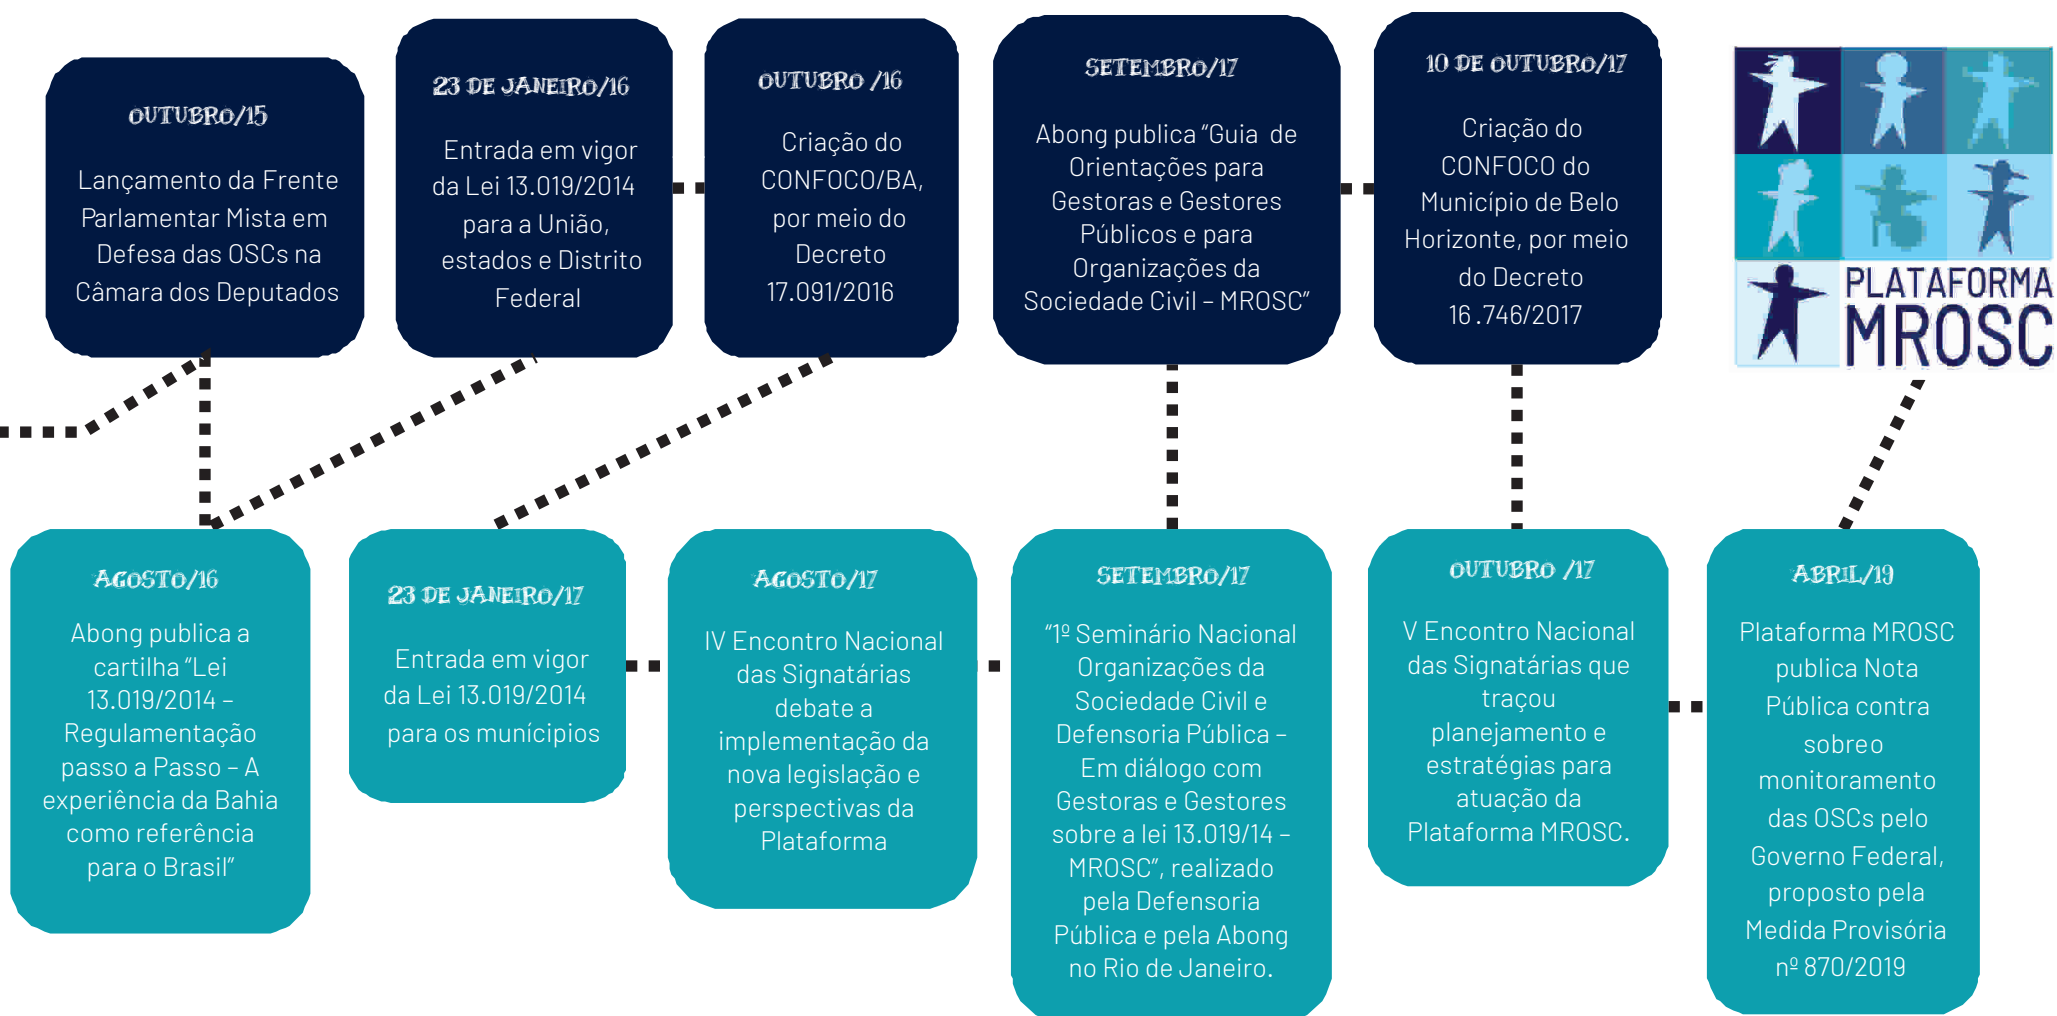 OUTUBRO/15
Lançamento da Frente
Parlamentar Mista em
Defesa das OSCs na
Câmara dos Deputados
23 DE JANEIRO/16
Entrada em vigor
da Lei 13.019/2014
para a União,
estados e Distrito
Federal
OUTUBRO /16
Criação do
CONFOCO/BA,
por meio do
Decreto
17.091/2016
SETEMBRO/17
Abong publica "Guia de
Orientações para
Gestoras e Gestores
Públicos e para
Organizações da
Sociedade Civil – MROSC"
10 DE OUTUBRO/17
Criação do
CONFOCO do
Município de Belo
Horizonte, por meio
do Decreto
16.746/2017
PLATAFORMA
MROSC
AGOSTO/16
Abong publica a
cartilha "Lei
13.019/2014 –
Regulamentação
passo a Passo – A
experiência da Bahia
como referência
para o Brasil"
23 DE JANEIRO/17
Entrada em vigor
da Lei 13.019/2014
para os munícipios
AGOSTO/17
IV Encontro Nacional
das Signatárias
debate a
implementação da
nova legislação e
perspectivas da
Plataforma
SETEMBRO/17
"1º Seminário Nacional
Organizações da
Sociedade Civil e
Defensoria Pública –
Em diálogo com
Gestoras e Gestores
sobre a lei 13.019/14 –
MROSC", realizado
pela Defensoria
Pública e pela Abong
no Rio de Janeiro.
OUTUBRO /17
V Encontro Nacional
das Signatárias que
traçou
planejamento e
estratégias para
atuação da
Plataforma MROSC.
ABRIL/19
Plataforma MROSC
publica Nota
Pública contra
sobreo
monitoramento
das OSCs pelo
Governo Federal,
proposto pela
Medida Provisória
nº 870/2019